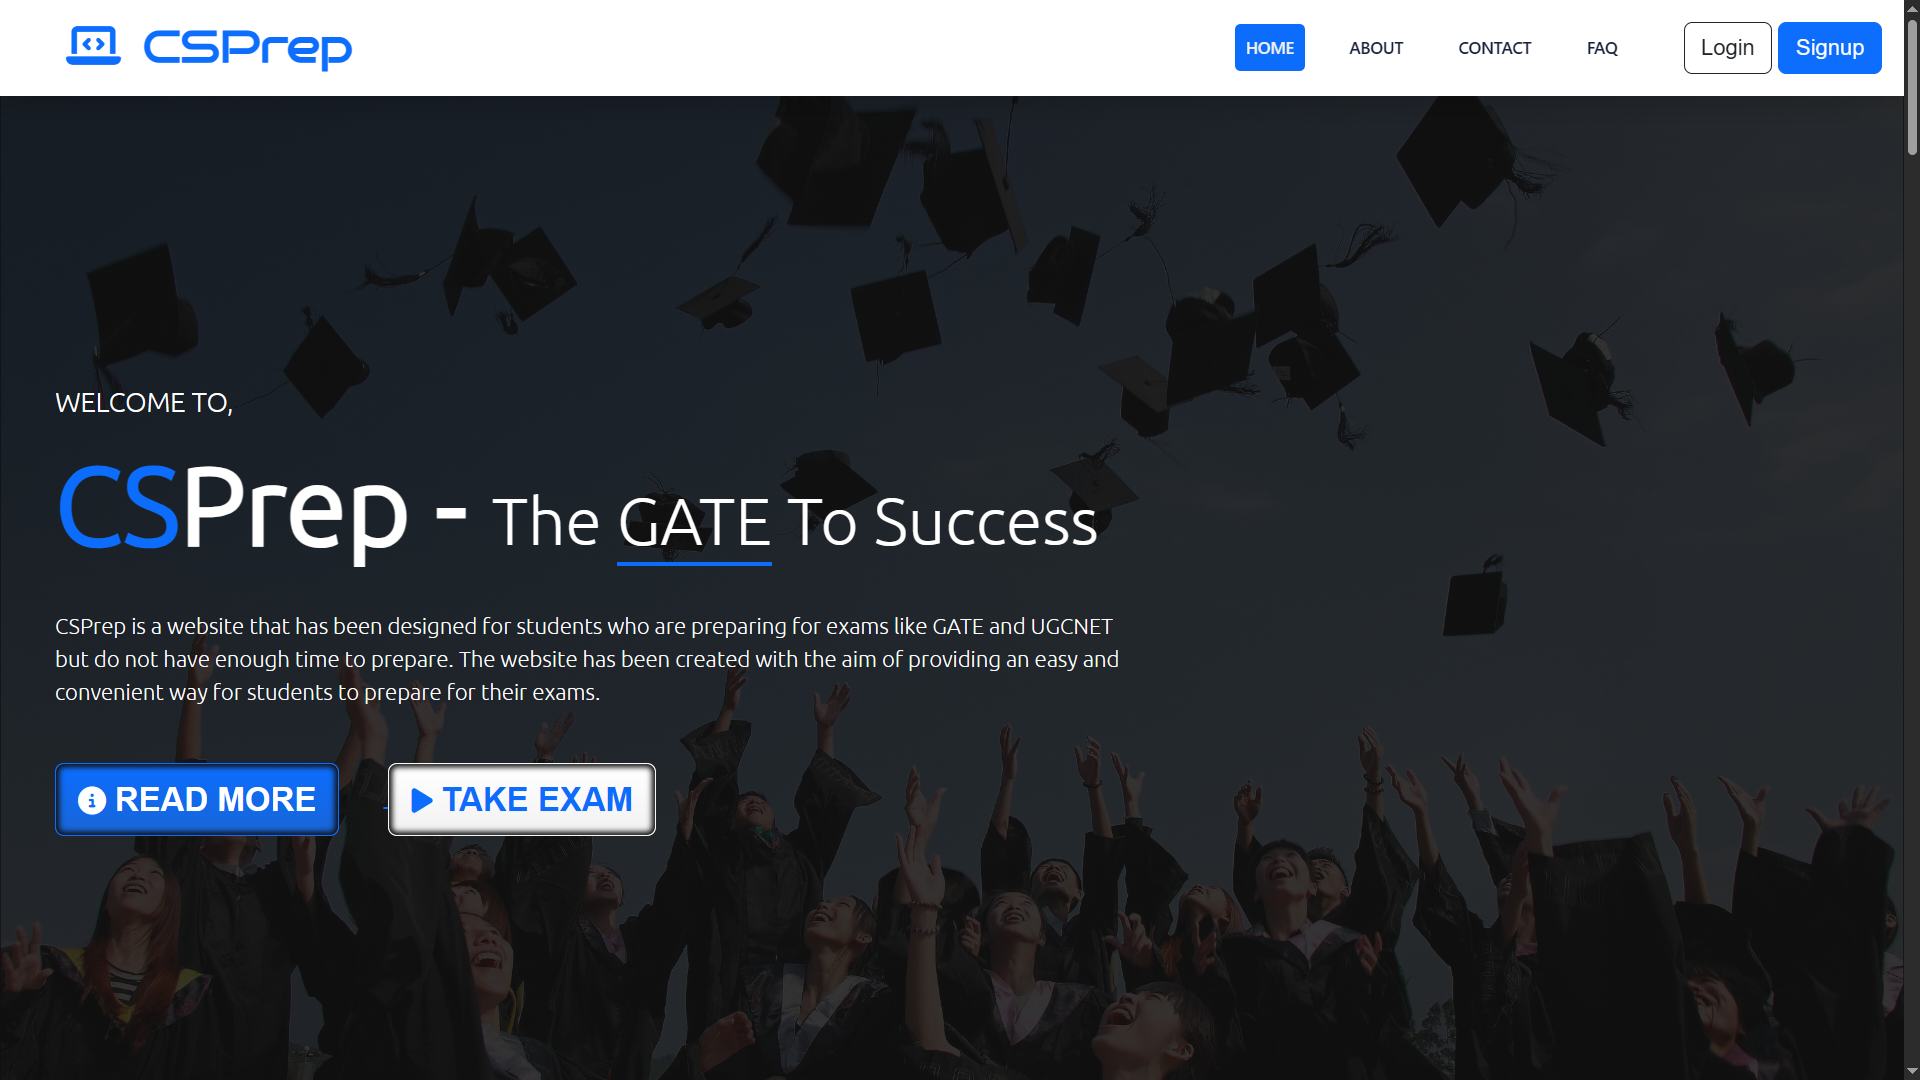 CSPrep
HOME
ABOUT
CONTACT
FAQ
Login
Signup
WELCOME TO,
CSPrep - The GATE To Success
CSPrep is a website that has been designed for students who are preparing for exams like GATE and UGCNET
but do not have enough time to prepare. The website has been created with the aim of providing an easy and
convenient way for students to prepare for their exams.
READ MORE
TAKE EXAM